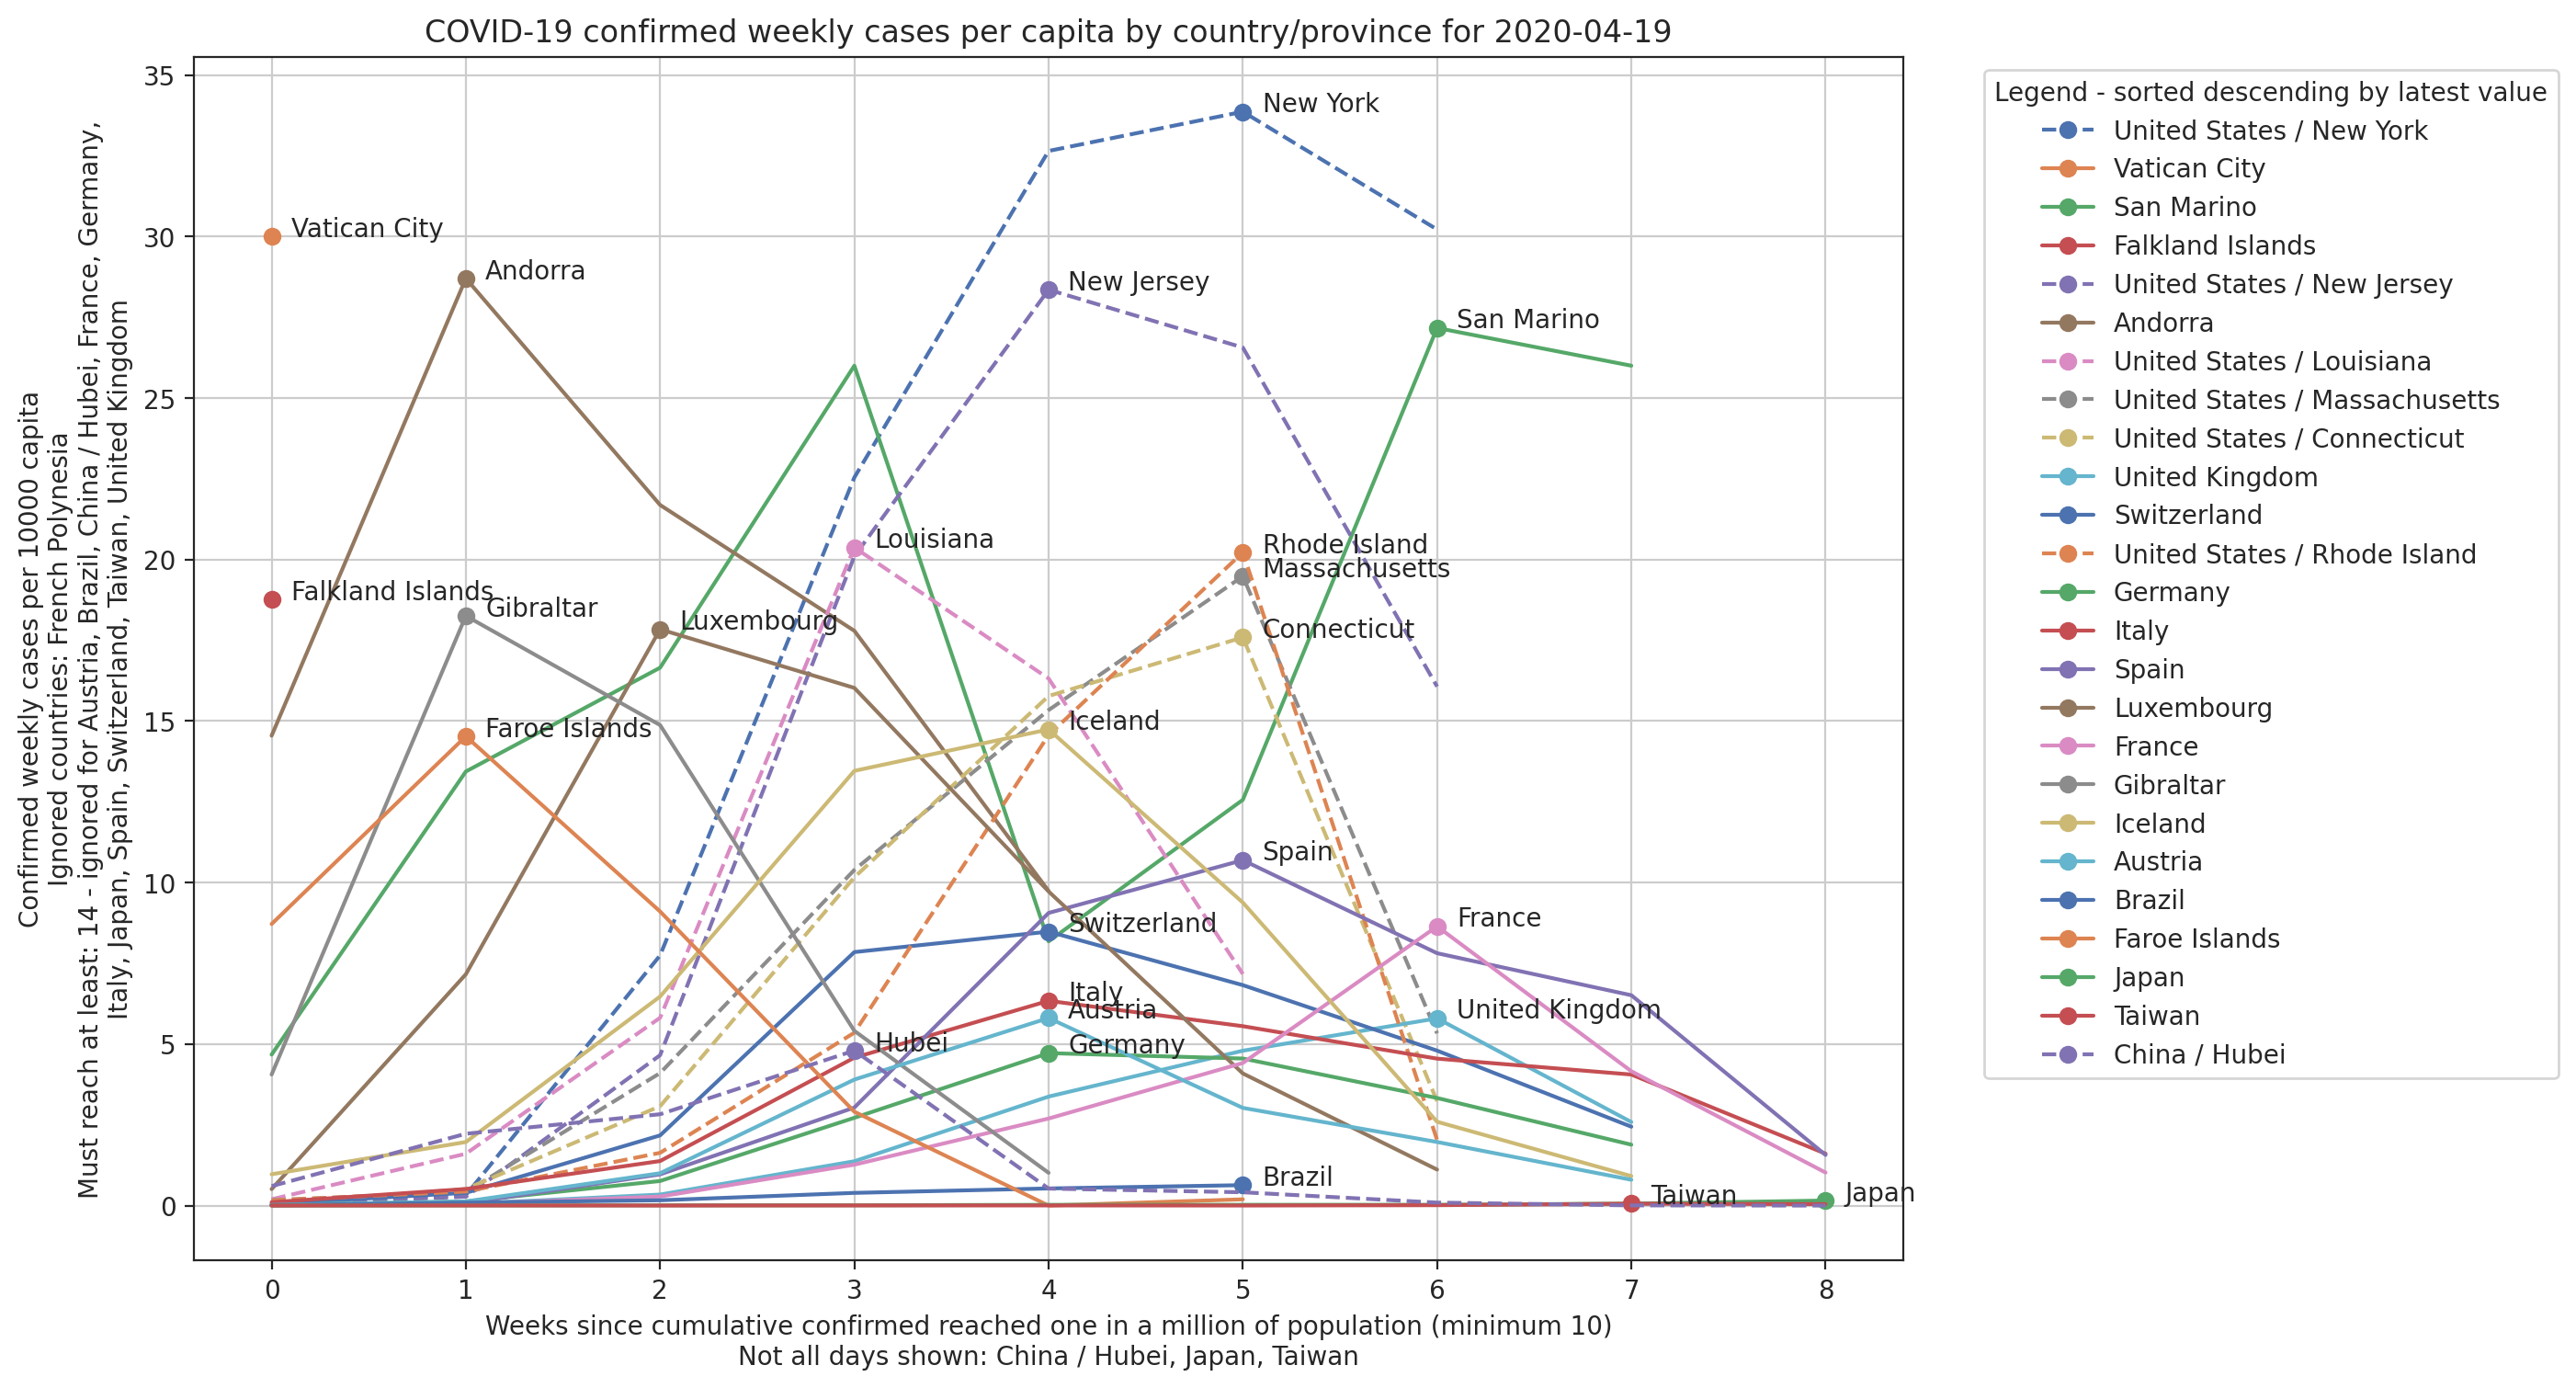 COVID-19 confirmed weekly cases per capita by country/province for 2020-04-19
Confirmed weekly cases per 10000 capita
Ignored countries: French Polynesia
Must reach at least: 14 - ignored for Austria, Brazil, China / Hubei, France, Germany,
Italy, Japan, Spain, Switzerland, Taiwan, United Kingdom
35
30
25
20
15
10
5
0
New York
Vatican City
Andorra
New Jersey
San Marino
Louisiana
Rhode Island
Massachusetts
Falkland Islands
Gibraltar
Luxembourg
Connecticut
Faroe Islands
Iceland
Spain
Switzerland
France
Italy
Austria
United Kingdom
Hubei
Germany
Brazil
Taiwan
Japan
0 1 2 3 4 5 6 7 8
Weeks since cumulative confirmed reached one in a million of population (minimum 10)
Not all days shown: China / Hubei, Japan, Taiwan
Legend - sorted descending by latest value
United States / New York
Vatican City
San Marino
Falkland Islands
United States / New Jersey
Andorra
United States / Louisiana
United States / Massachusetts
United States / Connecticut
United Kingdom
Switzerland
United States / Rhode Island
Germany
Italy
Spain
Luxembourg
France
Gibraltar
Iceland
Austria
Brazil
Faroe Islands
Japan
Taiwan
China / Hubei